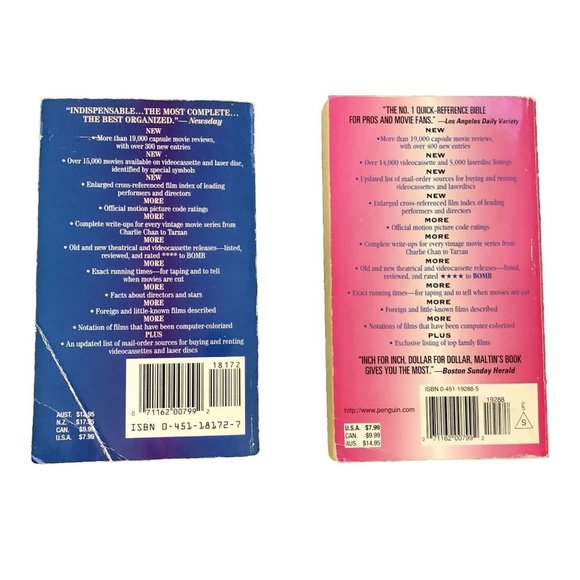 "INDISPENSABLE...THE MOST COMPLETE...
THE BEST ORGANIZED."—Newsday
NEW
• More than 19,000 capsule movie reviews,
with over 300 new entries
NEW
• Over 15,000 movies available on videocassette and laser disc,
identified by special symbols
NEW
• Enlarged cross-referenced film index of leading
performers and directors
MORE
• Official motion picture code ratings
MORE
• Complete write-ups for every vintage movie series from
Charlie Chan to Tarzan
MORE
• Old and new theatrical and videocassette releases—listed,
reviewed, and rated **** to BOMB
MORE
• Exact running times—for taping and to tell
when movies are cut
MORE
• Facts about directors and stars
MORE
• Foreign and little-known films described
MORE
• Notation of films that have been computer-colorized
PLUS
• An updated list of mail-order sources for buying and renting
videocassettes and laser discs
18172
AUST. $12.95
N.Z. $17.95
CAN. $9.99
U.S.A. $7.99
0 71162 00799 2
ISBN 0-451-18172-7
"THE NO. 1 QUICK-REFERENCE BIBLE
FOR PROS AND MOVIE FANS." —Los Angeles Daily Variety
NEW
• More than 19,000 capsule movie reviews,
with over 400 new entries
NEW
• Over 14,000 videocassette and 5,000 laserdisc listings
NEW
• Updated list of mail-order sources for buying and renting
videocassettes and laserdiscs
NEW
• Enlarged cross-referenced film index of leading
performers and directors
MORE
• Official motion picture code ratings
MORE
• Complete write-ups for every vintage movie series from
Charlie Chan to Tarzan
MORE
• Old and new theatrical and videocassette releases—listed,
reviewed, and rated ★★★★ to BOMB
MORE
• Exact running times—for taping and to tell when movies are cut
MORE
• Foreign and little-known films described
MORE
• Notations of films that have been computer-colorized
PLUS
• Exclusive listing of top family films
"INCH FOR INCH, DOLLAR FOR DOLLAR, MALTIN'S BOOK
GIVES YOU THE MOST."—Boston Sunday Herald
ISBN 0-451-19288-5
19288
http://www.penguin.com
U.S.A. $7.99
CAN. $9.99
AUS. $14.95
0 71162 00799 2
S